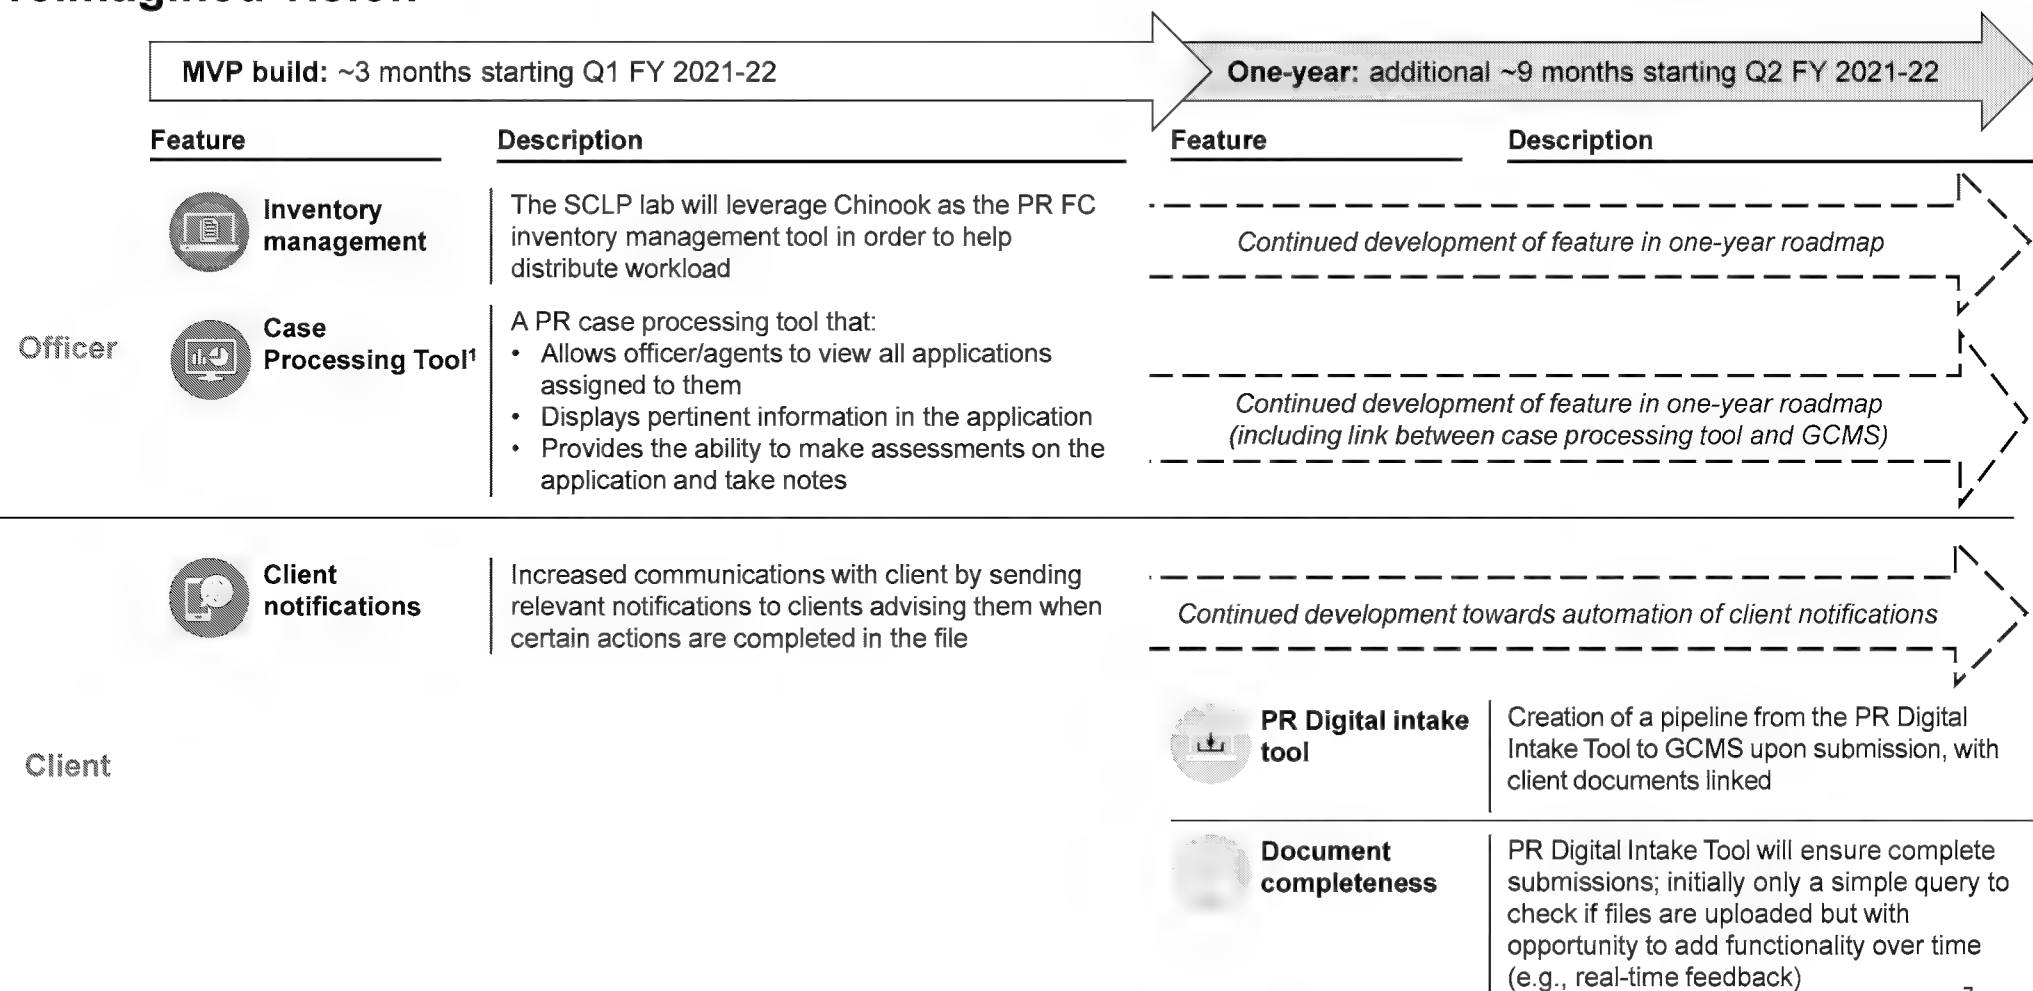 MVP build: ~3 months starting Q1 FY 2021-22
One-year: additional ~9 months starting Q2 FY 2021-22
Feature
Description
Feature
Description
Officer
Inventory
management
The SCLP lab will leverage Chinook as the PR FC
inventory management tool in order to help
distribute workload
Continued development of feature in one-year roadmap
Case
Processing Tool¹
A PR case processing tool that:
• Allows officer/agents to view all applications
assigned to them
• Displays pertinent information in the application
• Provides the ability to make assessments on the
application and take notes
Continued development of feature in one-year roadmap
(including link between case processing tool and GCMS)
Client
Client
notifications
Increased communications with client by sending
relevant notifications to clients advising them when
certain actions are completed in the file
Continued development towards automation of client notifications
PR Digital intake
tool
Creation of a pipeline from the PR Digital
Intake Tool to GCMS upon submission, with
client documents linked
Document
completeness
PR Digital Intake Tool will ensure complete
submissions; initially only a simple query to
check if files are uploaded but with
opportunity to add functionality over time
(e.g., real-time feedback)